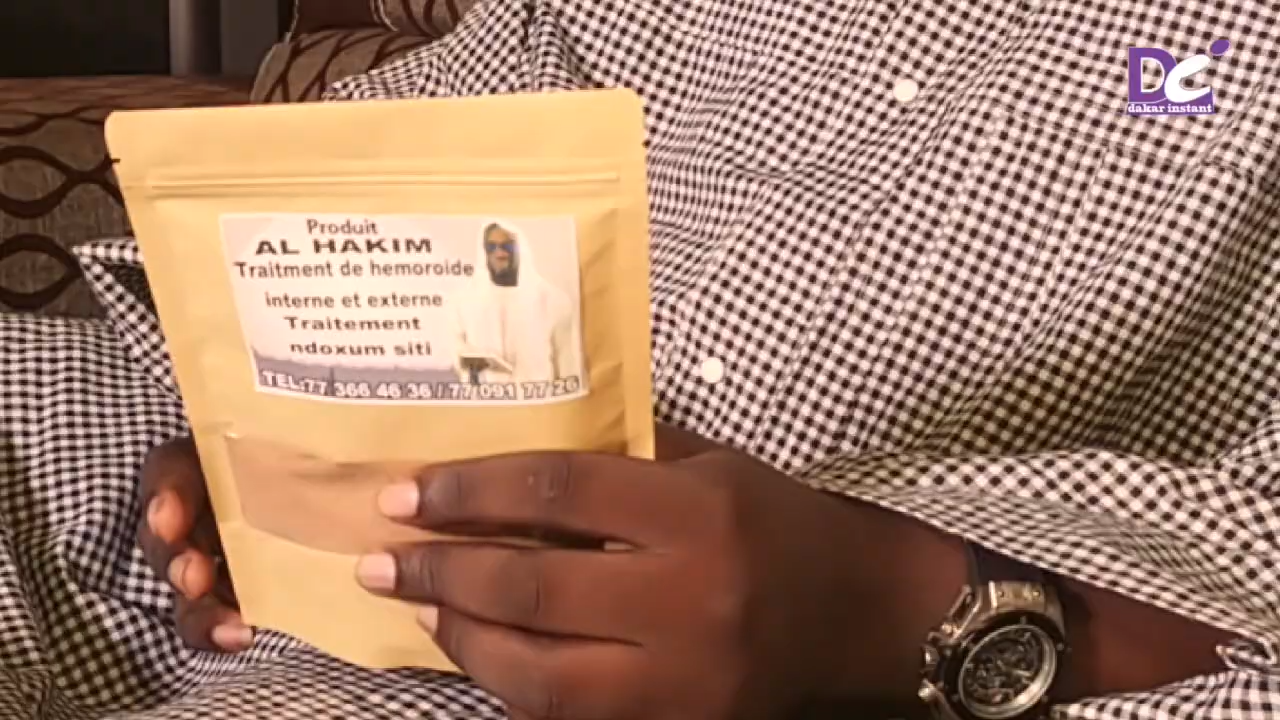 Dc
dakar instant
Produit
AL HAKIM
Traitment de hemoroide
interne et externe
Traitement
ndoxum siti
TEL:77 366 46 36 / 77 091 77 26